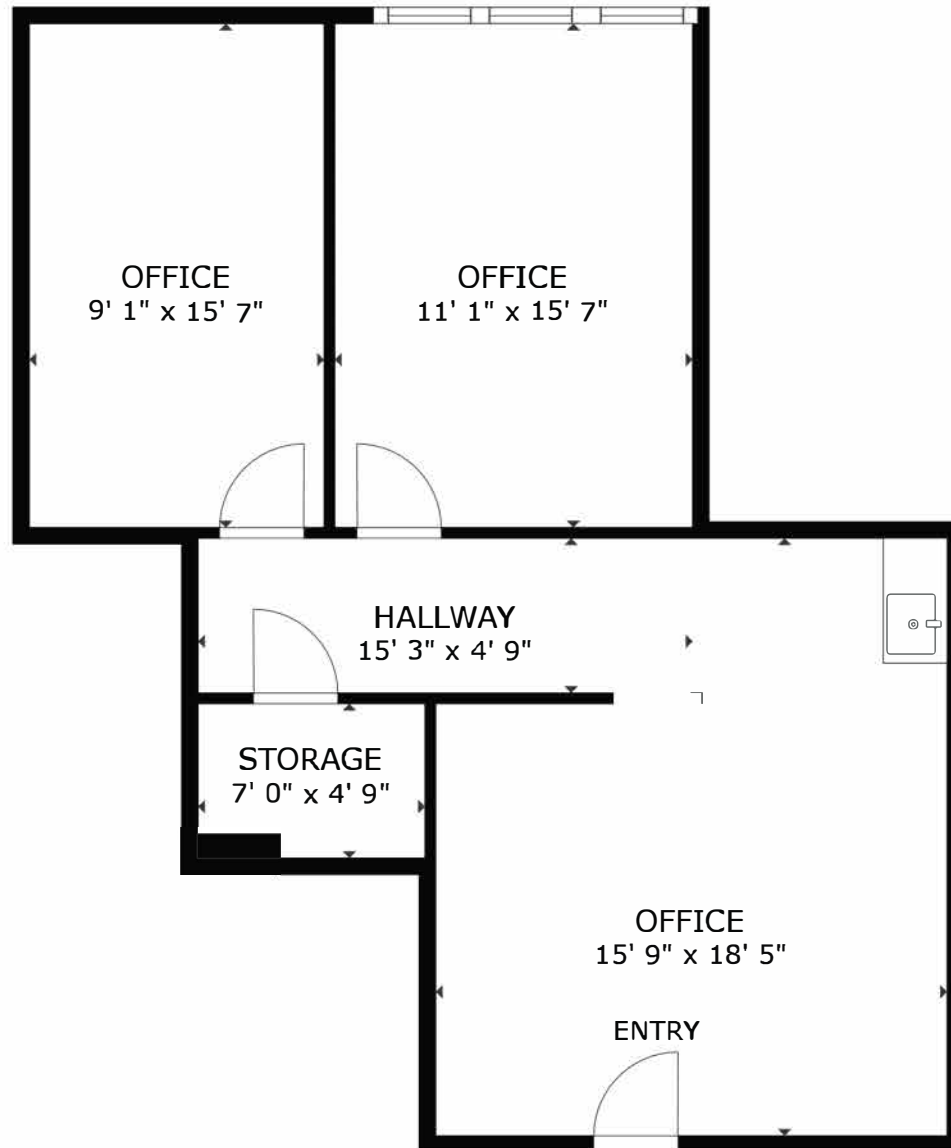 OFFICE
9' 1" x 15' 7"
OFFICE
11' 1" x 15' 7"
HALLWAY
15' 3" x 4' 9"
STORAGE
7' 0" x 4' 9"
OFFICE
15' 9" x 18' 5"
ENTRY